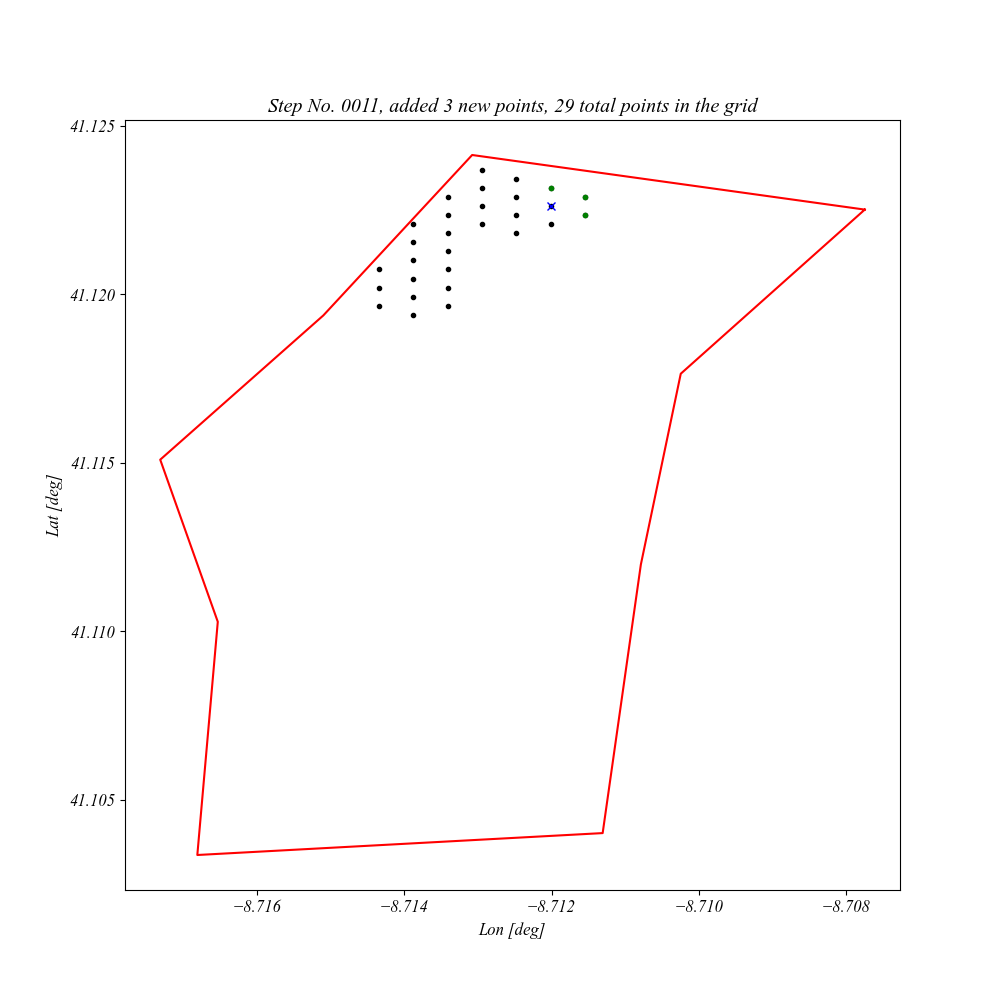 Step No. 0011, added 3 new points, 29 total points in the grid
41.125
41.120
41.115
41.110
41.105
Lat [deg]
−8.716 −8.714 −8.712 −8.710 −8.708
Lon [deg]